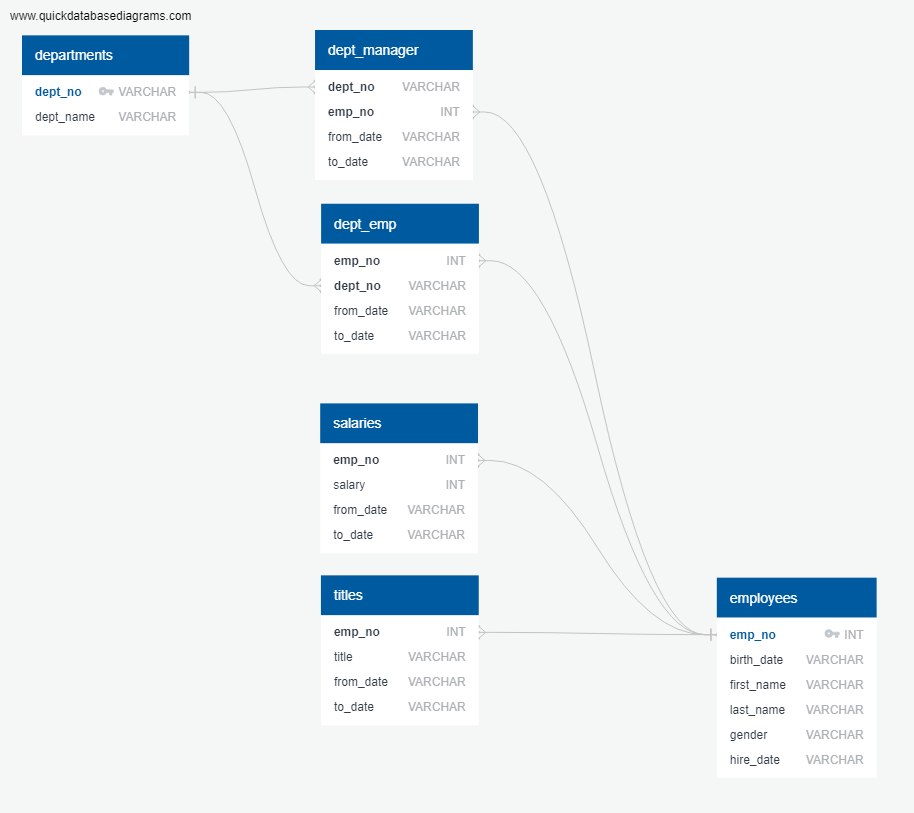 www.quickdatabasediagrams.com
departments
dept_no VARCHAR
dept_name VARCHAR
dept_manager
dept_no VARCHAR
emp_no INT
from_date VARCHAR
to_date VARCHAR
dept_emp
emp_no INT
dept_no VARCHAR
from_date VARCHAR
to_date VARCHAR
salaries
emp_no INT
salary INT
from_date VARCHAR
to_date VARCHAR
titles
emp_no INT
title VARCHAR
from_date VARCHAR
to_date VARCHAR
employees
emp_no INT
birth_date VARCHAR
first_name VARCHAR
last_name VARCHAR
gender VARCHAR
hire_date VARCHAR